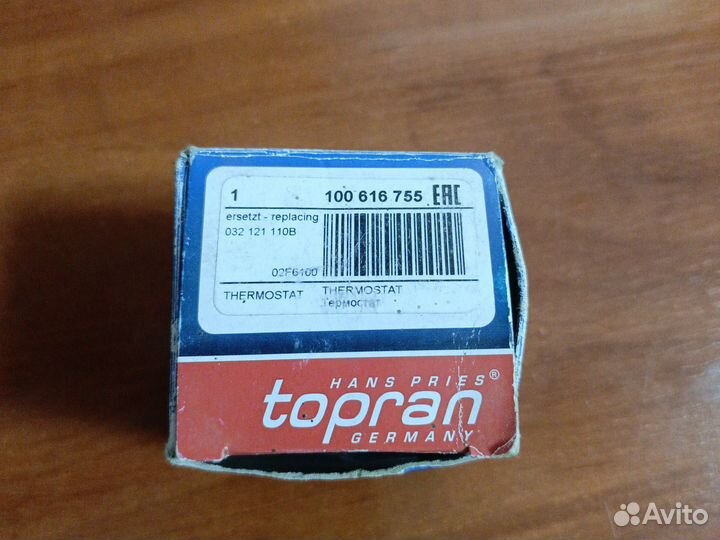 1 100 616 755 EAC
ersetzt - replacing
032 121 110B
02F6100
THERMOSTAT THERMOSTAT
Термостат
HANS PRIES
topran®
GERMANY
Avito